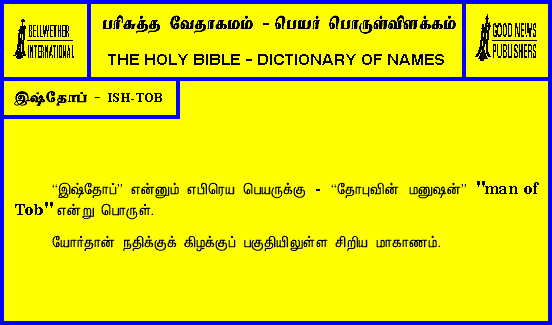 BELLWETHER
INTERNATIONAL
பரிசுத்த வேதாகமம் - பெயர் பொருள்விளக்கம்
THE HOLY BIBLE - DICTIONARY OF NAMES
GOOD NEWS
PUBLISHERS
இஷ்தோப் - ISH-TOB
“இஷ்தோப்” என்னும் எபிரெய பெயருக்கு - “தோபுவின் மனுஷன்” "man of
Tob" என்று பொருள்.
யோர்தான் நதிக்குக் கிழக்குப் பகுதியிலுள்ள சிறிய மாகாணம்.